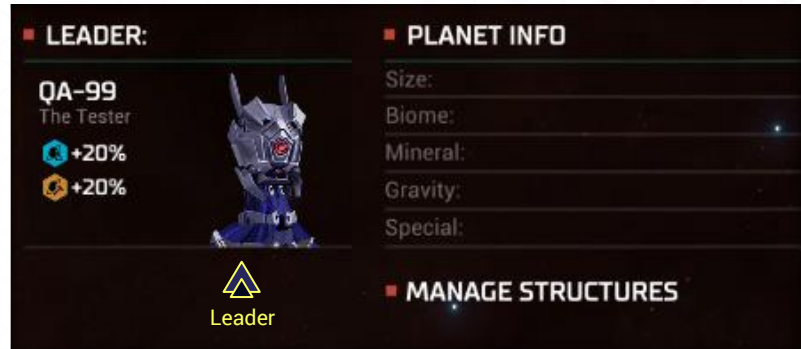 LEADER:
QA-99
The Tester
+20%
+20%
Leader
PLANET INFO
Size:
Biome:
Mineral:
Gravity:
Special:
MANAGE STRUCTURES